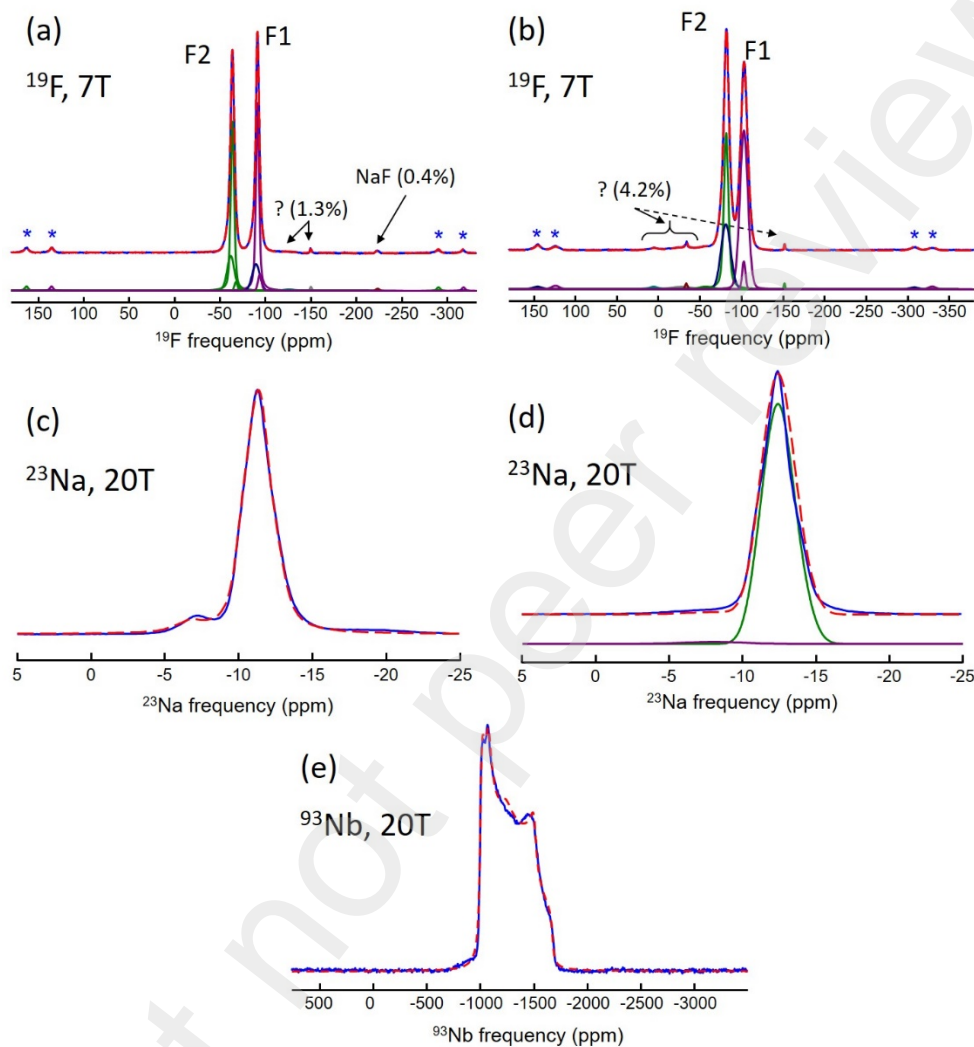 (a)
F2
F1
19F, 7T
NaF (0.4%)
? (1.3%)
* * * *
150 100 50 0 -50 -100 -150 -200 -250 -300
19F frequency (ppm)
(b)
F2
F1
19F, 7T
? (4.2%)
* * * *
150 100 50 0 -50 -100 -150 -200 -250 -300 -350
19F frequency (ppm)
(c)
23Na, 20T
5 0 -5 -10 -15 -20 -25
23Na frequency (ppm)
(d)
23Na, 20T
5 0 -5 -10 -15 -20 -25
23Na frequency (ppm)
(e)
93Nb, 20T
500 0 -500 -1000 -1500 -2000 -2500 -3000
93Nb frequency (ppm)
not peer review